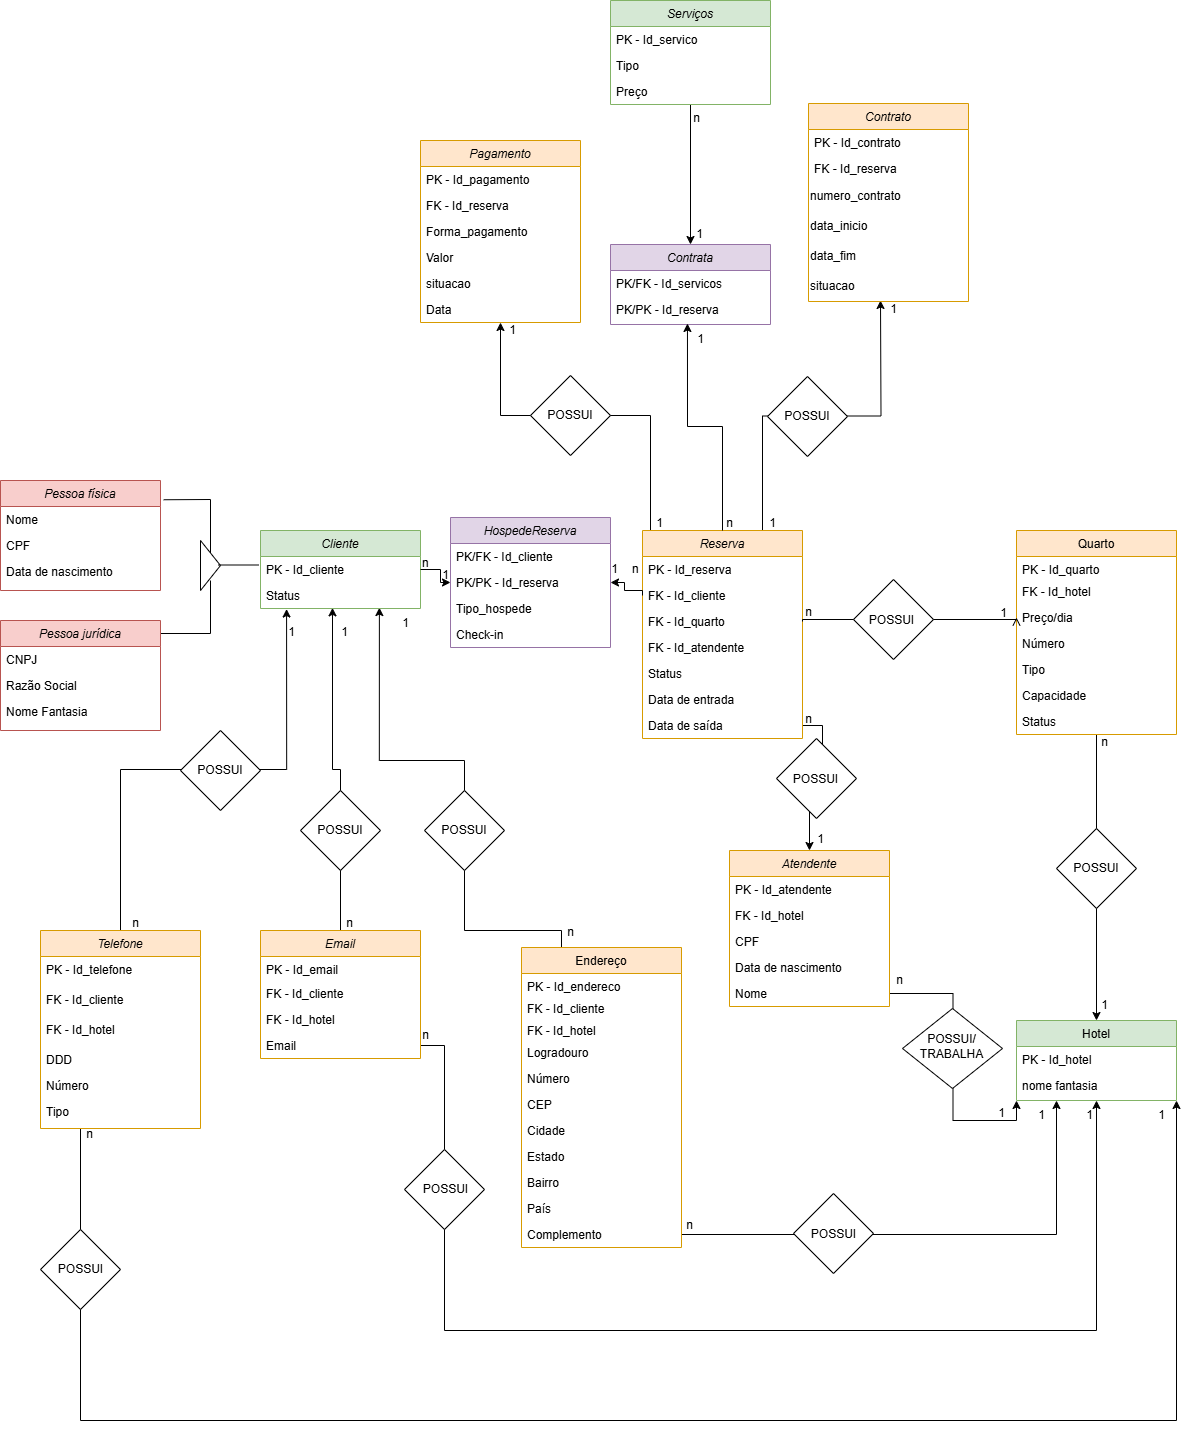 Serviços
PK - Id_servico
Tipo
Preço
n
1
Contrato
PK - Id_contrato
FK - Id_reserva
numero_contrato
data_inicio
data_fim
situacao
1
Pagamento
PK - Id_pagamento
FK - Id_reserva
Forma_pagamento
Valor
situacao
Data
1
Contrata
PK/FK - Id_servicos
PK/PK - Id_reserva
1
POSSUI
POSSUI
1
n
1
Pessoa física
Nome
CPF
Data de nascimento
Pessoa jurídica
CNPJ
Razão Social
Nome Fantasia
Cliente
PK - Id_cliente
Status
n
1
1
1
1
HospedeReserva
PK/FK - Id_cliente
PK/PK - Id_reserva
Tipo_hospede
Check-in
1
n
Reserva
PK - Id_reserva
FK - Id_cliente
FK - Id_quarto
FK - Id_atendente
Status
Data de entrada
Data de saída
n
POSSUI
1
Quarto
PK - Id_quarto
FK - Id_hotel
Preço/dia
Número
Tipo
Capacidade
Status
n
n
POSSUI
1
POSSUI
POSSUI
POSSUI
POSSUI
n
n
n
Telefone
PK - Id_telefone
FK - Id_cliente
FK - Id_hotel
DDD
Número
Tipo
n
Email
PK - Id_email
FK - Id_cliente
FK - Id_hotel
Email
n
Endereço
PK - Id_endereco
FK - Id_cliente
FK - Id_hotel
Logradouro
Número
CEP
Cidade
Estado
Bairro
País
Complemento
n
Atendente
PK - Id_atendente
FK - Id_hotel
CPF
Data de nascimento
Nome
n
POSSUI/
TRABALHA
1
Hotel
PK - Id_hotel
nome fantasia
1
1
1
1
POSSUI
POSSUI
POSSUI